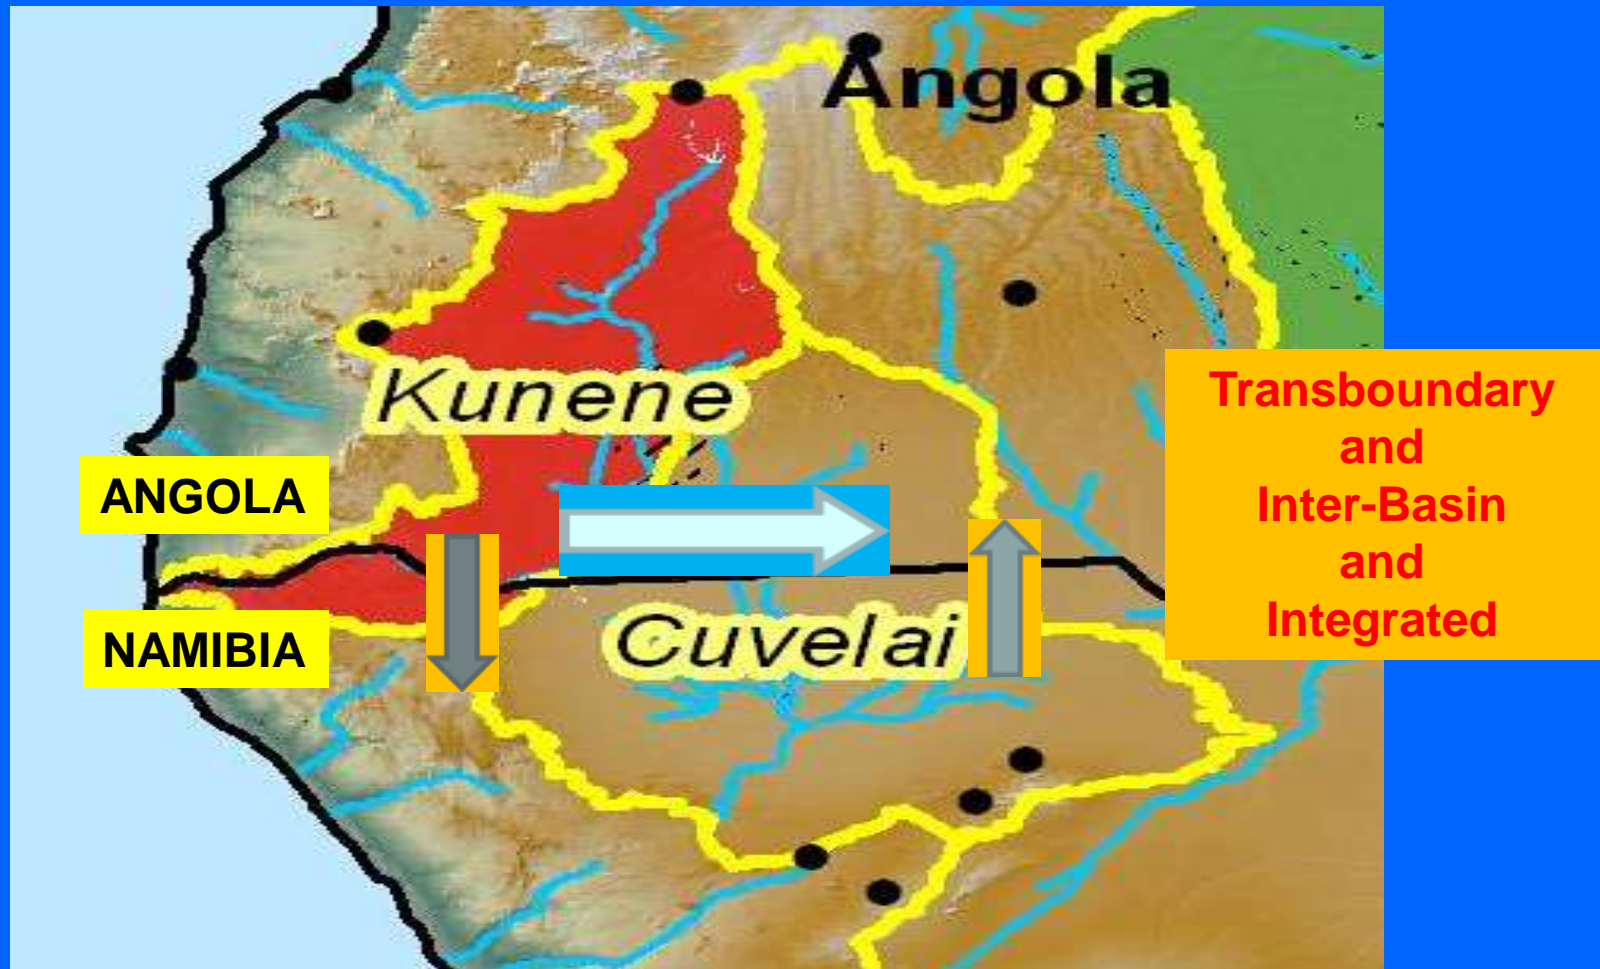 Angola
Kunene
ANGOLA
NAMIBIA
Cuvelai
Transboundary
and
Inter-Basin
and
Integrated